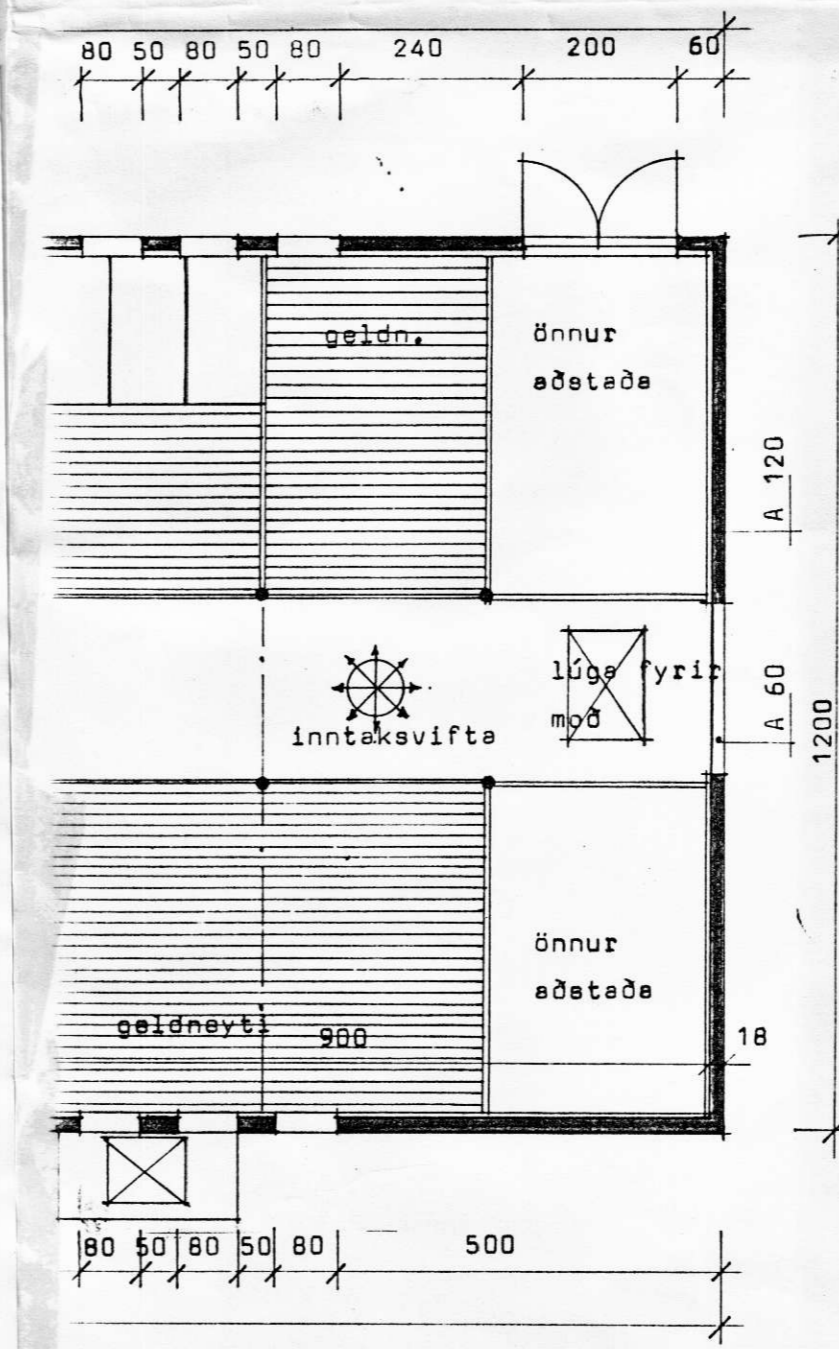 80 50 80 50 80 240 200 60
geldn.
önnur
aðstaða
A 120
lúga fyrir
moð
A 60
inntaksvifta
1200
önnur
aðstaða
geldneyti 900
18
80 50 80 50 80 500